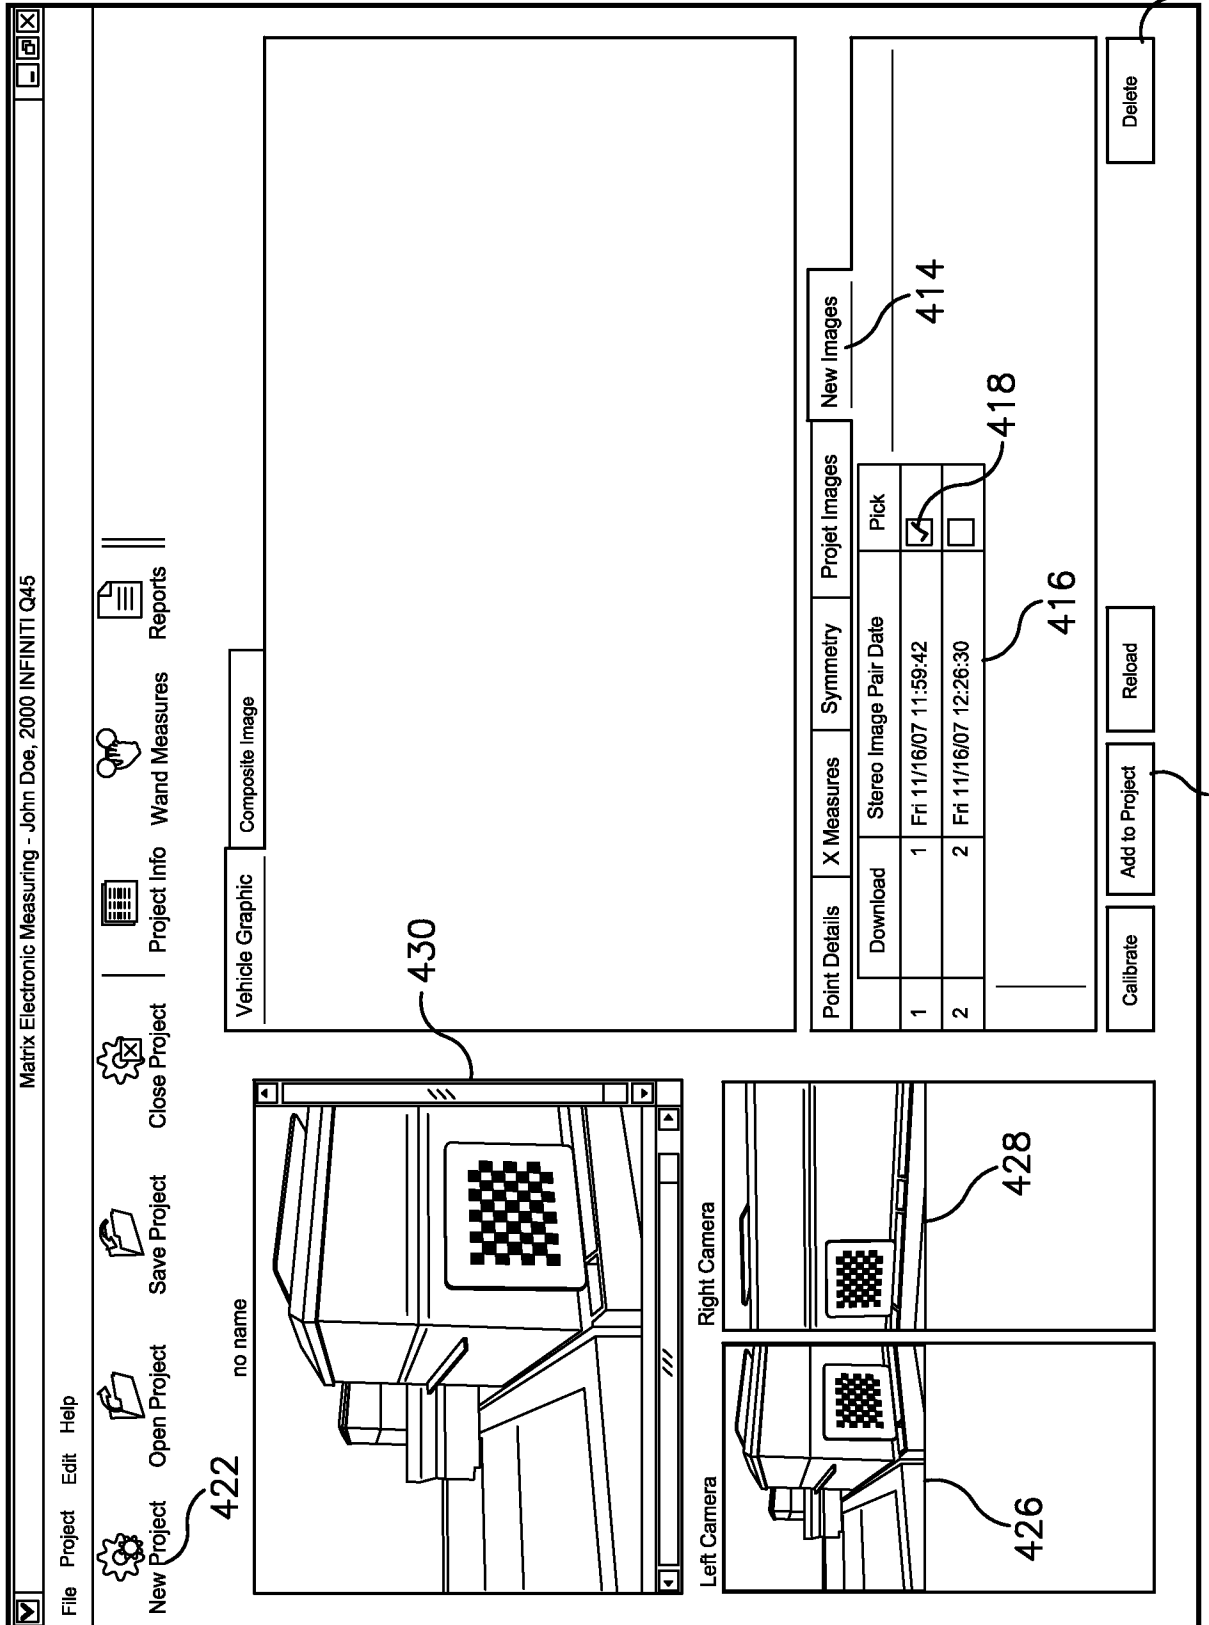 Matrix Electronic Measuring - John Doe, 2000 INFINITI Q45
File Project Edit Help
New Project Open Project Save Project Close Project Project Info Wand Measures Reports
422
no name
430
Vehicle Graphic Composite Image
Left Camera Right Camera
426
428
Point Details X Measures Symmetry Projet Images New Images
414
Download Stereo Image Pair Date Pick
1 1 Fri 11/16/07 11:59:42
2 2 Fri 11/16/07 12:26:30
418
416
Calibrate Add to Project Reload Delete